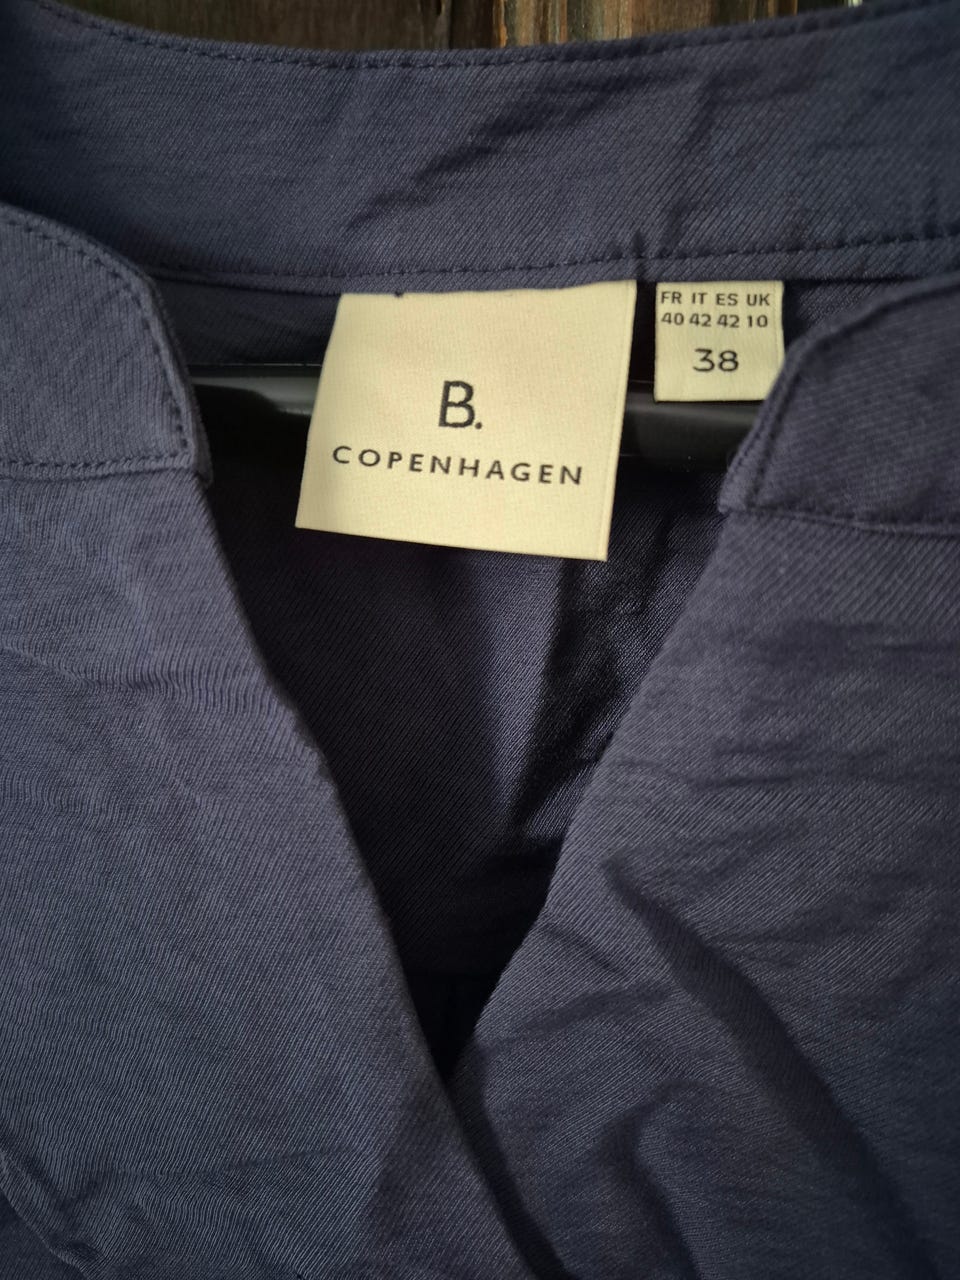 B.
COPENHAGEN
FR IT ES UK
40 42 42 10
38